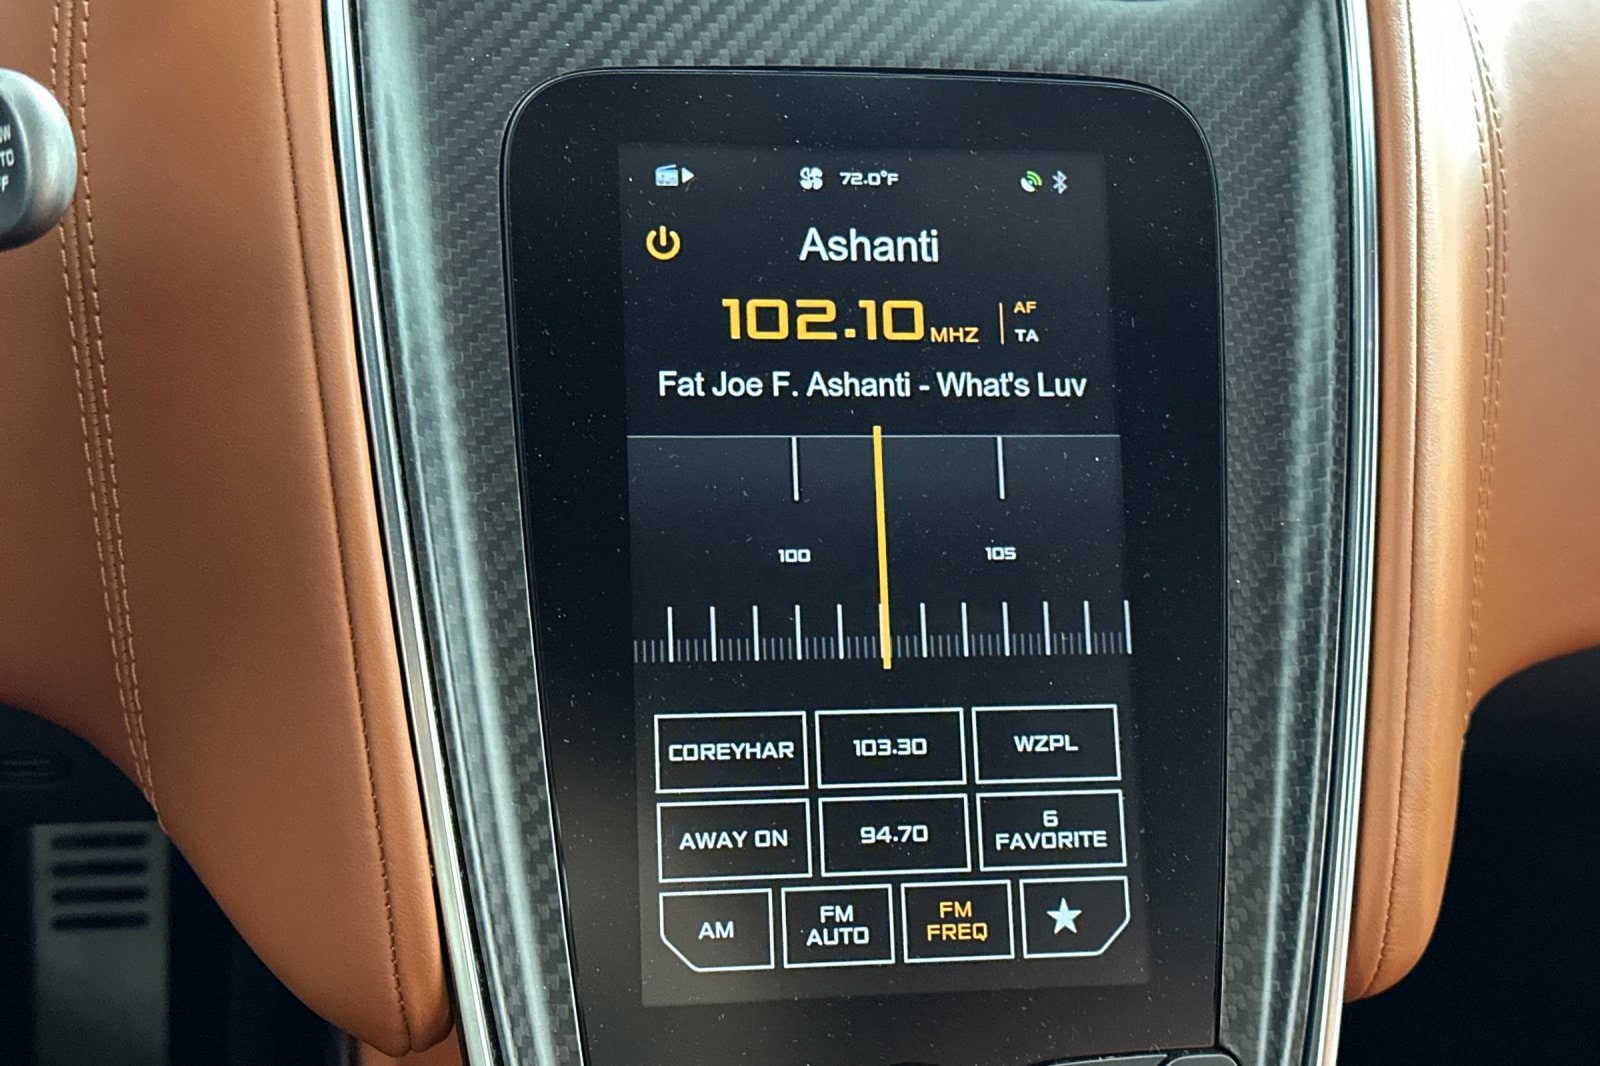 72.0°F
Ashanti
102.10 MHZ
AF
TA
Fat Joe F. Ashanti - What's Luv
100 105
COREYHAR 103.30 WZPL
AWAY ON 94.70 6 FAVORITE
AM FM AUTO FM FREQ